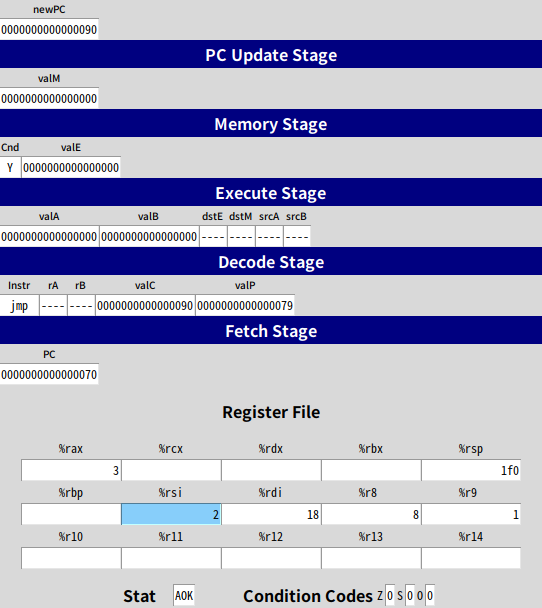 newPC
0000000000000090
PC Update Stage
valM
0000000000000000
Memory Stage
Cnd valE
Y 0000000000000000
Execute Stage
valA valB dstE dstM srcA srcB
0000000000000000 0000000000000000 ---- ---- ---- ----
Decode Stage
Instr rA rB valC valP
jmp ---- ---- 0000000000000090 0000000000000079
Fetch Stage
PC
0000000000000070
Register File
%rax %rcx %rdx %rbx %rsp
3 1f0
%rbp %rsi %rdi %r8 %r9
2 18 8 1
%r10 %r11 %r12 %r13 %r14
Stat AOK Condition Codes Z 0 S 0 O 0